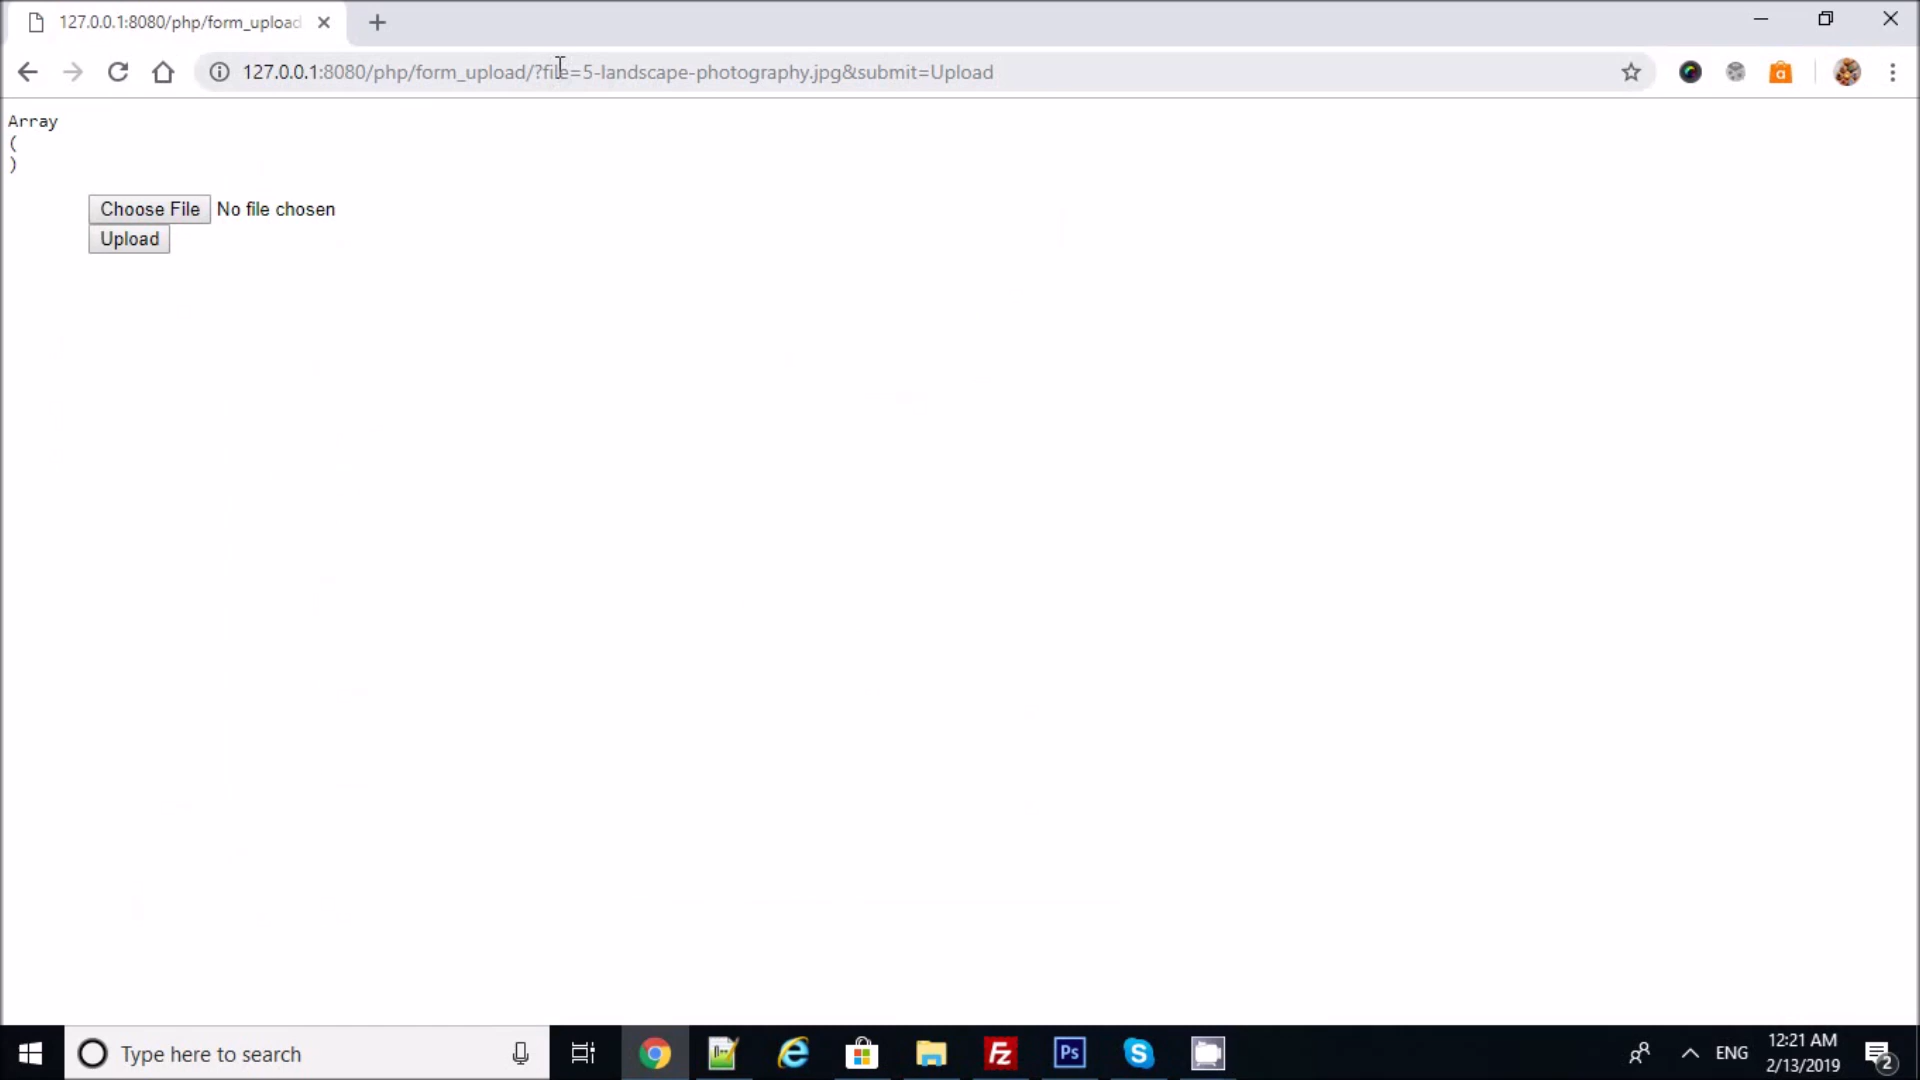 127.0.0.1:8080/php/form_upload
127.0.0.1:8080/php/form_upload/?file=5-landscape-photography.jpg&submit=Upload
Array
(
)
Choose File No file chosen
Upload
Type here to search
Ps
ENG
12:21 AM
2/13/2019
2